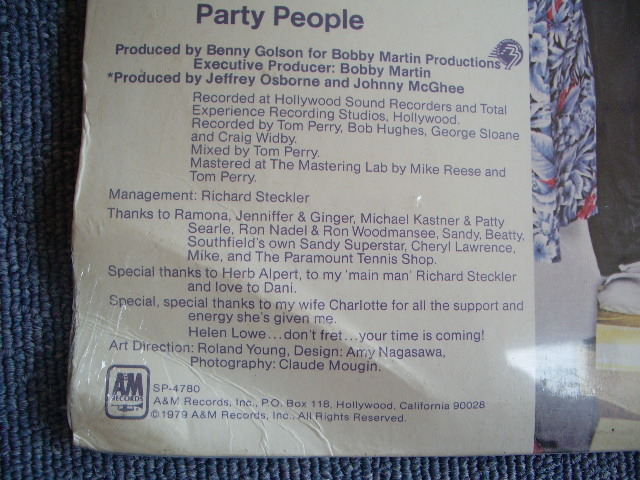 Party People
Produced by Benny Golson for Bobby Martin Productions
Executive Producer: Bobby Martin
*Produced by Jeffrey Osborne and Johnny McGhee
Recorded at Hollywood Sound Recorders and Total
Experience Recording Studios, Hollywood.
Recorded by Tom Perry, Bob Hughes, George Sloane
and Craig Widby.
Mixed by Tom Perry.
Mastered at The Mastering Lab by Mike Reese and
Tom Perry.
Management: Richard Steckler
Thanks to Ramona, Jenniffer & Ginger, Michael Kastner & Patty
Searle, Ron Nadel & Ron Woodmansee, Sandy, Beatty,
Southfield's own Sandy Superstar, Cheryl Lawrence,
Mike, and The Paramount Tennis Shop.
Special thanks to Herb Alpert, to my 'main man' Richard Steckler
and love to Dani.
Special, special thanks to my wife Charlotte for all the support and
energy she's given me.
Helen Lowe...don't fret...your time is coming!
Art Direction: Roland Young, Design: Amy Nagasawa,
Photography: Claude Mougin.
A&M
RECORDS
SP-4780
A&M Records, Inc., P.O. Box 118, Hollywood, California 90028
©1979 A&M Records, Inc., All Rights Reserved.